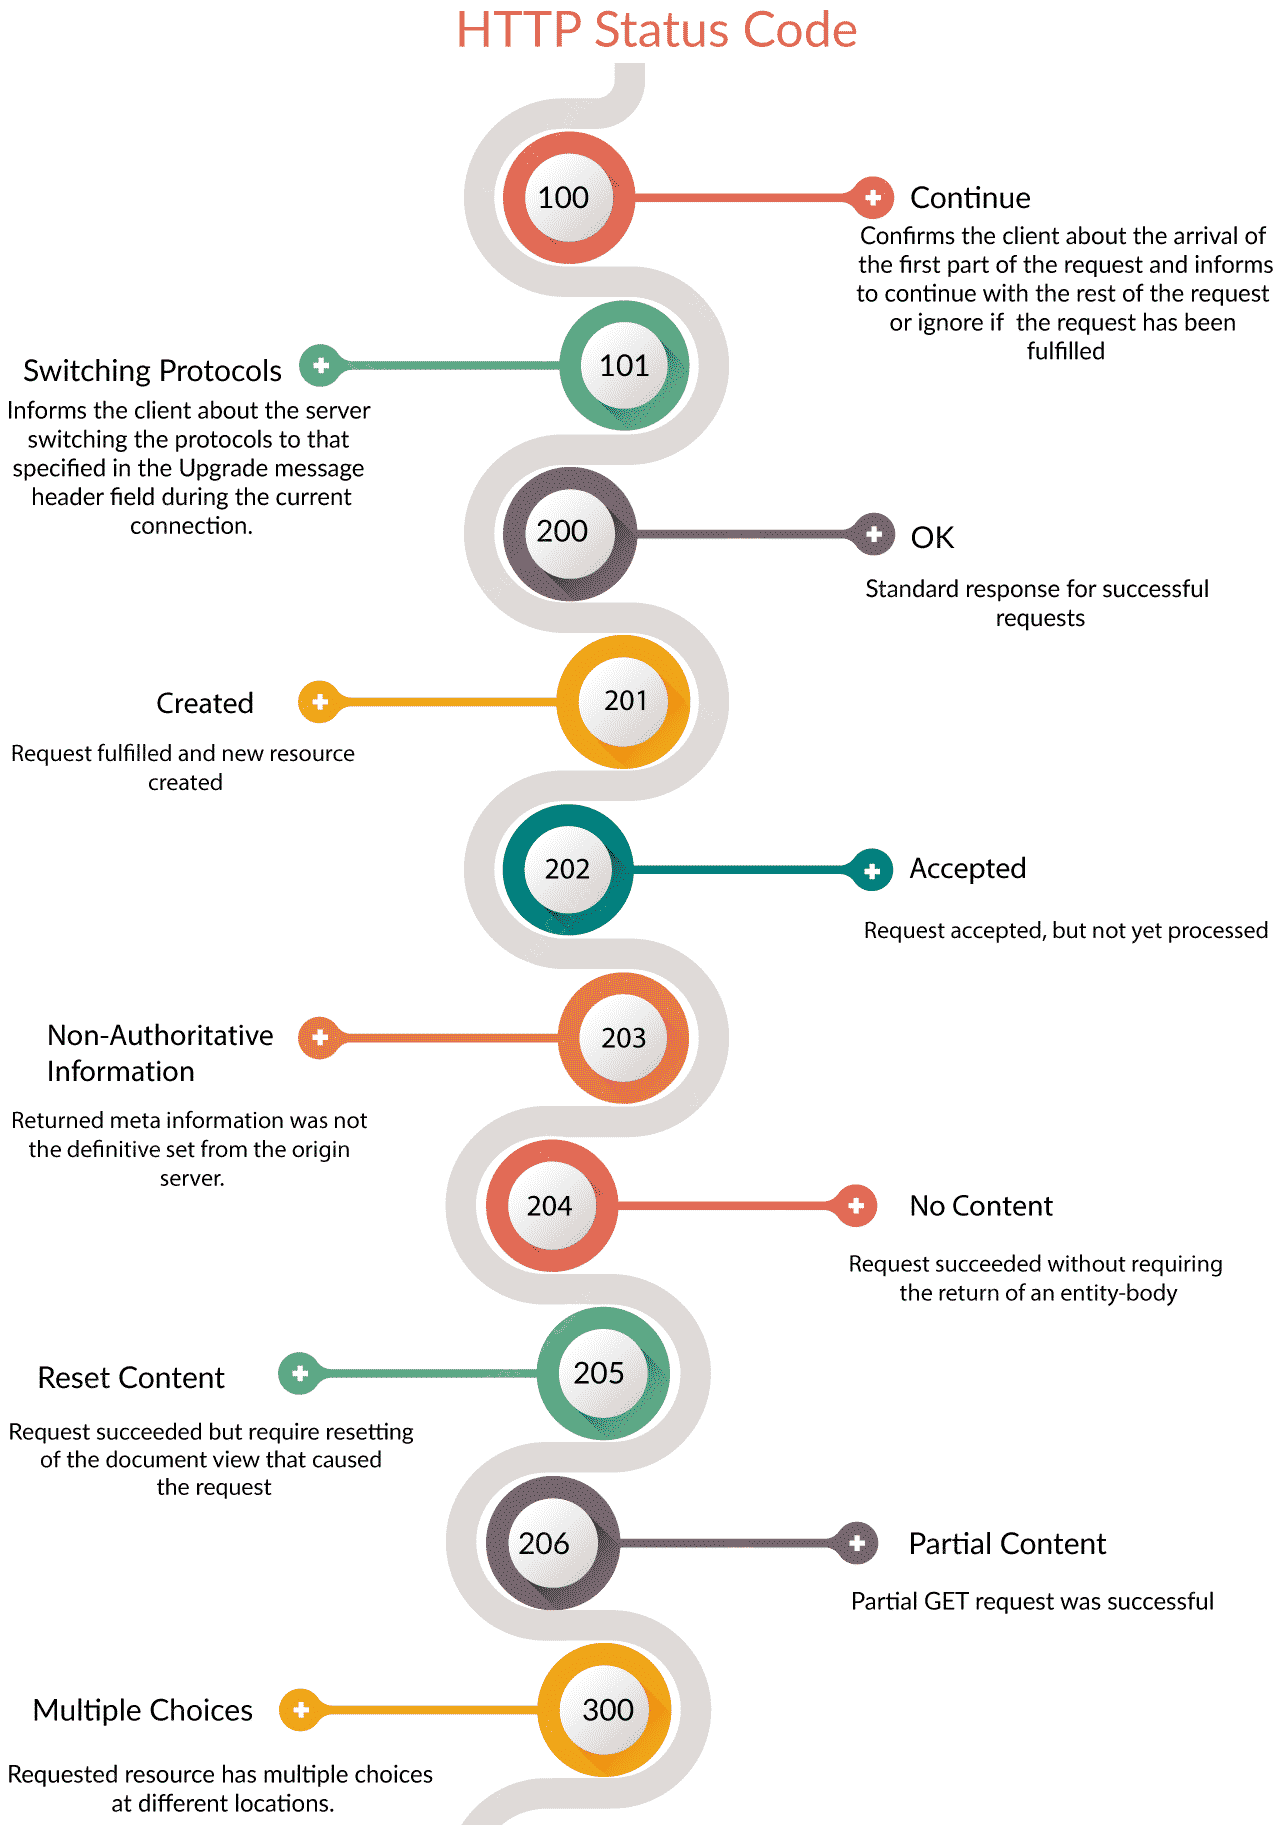 HTTP Status Code
100
Continue
Confirms the client about the arrival of
the first part of the request and informs
to continue with the rest of the request
or ignore if the request has been
fulfilled
101
Switching Protocols
Informs the client about the server
switching the protocols to that
specified in the Upgrade message
header field during the current
connection.
200
OK
Standard response for successful
requests
201
Created
Request fulfilled and new resource
created
202
Accepted
Request accepted, but not yet processed
203
Non-Authoritative
Information
Returned meta information was not
the definitive set from the origin
server.
204
No Content
Request succeeded without requiring
the return of an entity-body
205
Reset Content
Request succeeded but require resetting
of the document view that caused
the request
206
Partial Content
Partial GET request was successful
300
Multiple Choices
Requested resource has multiple choices
at different locations.